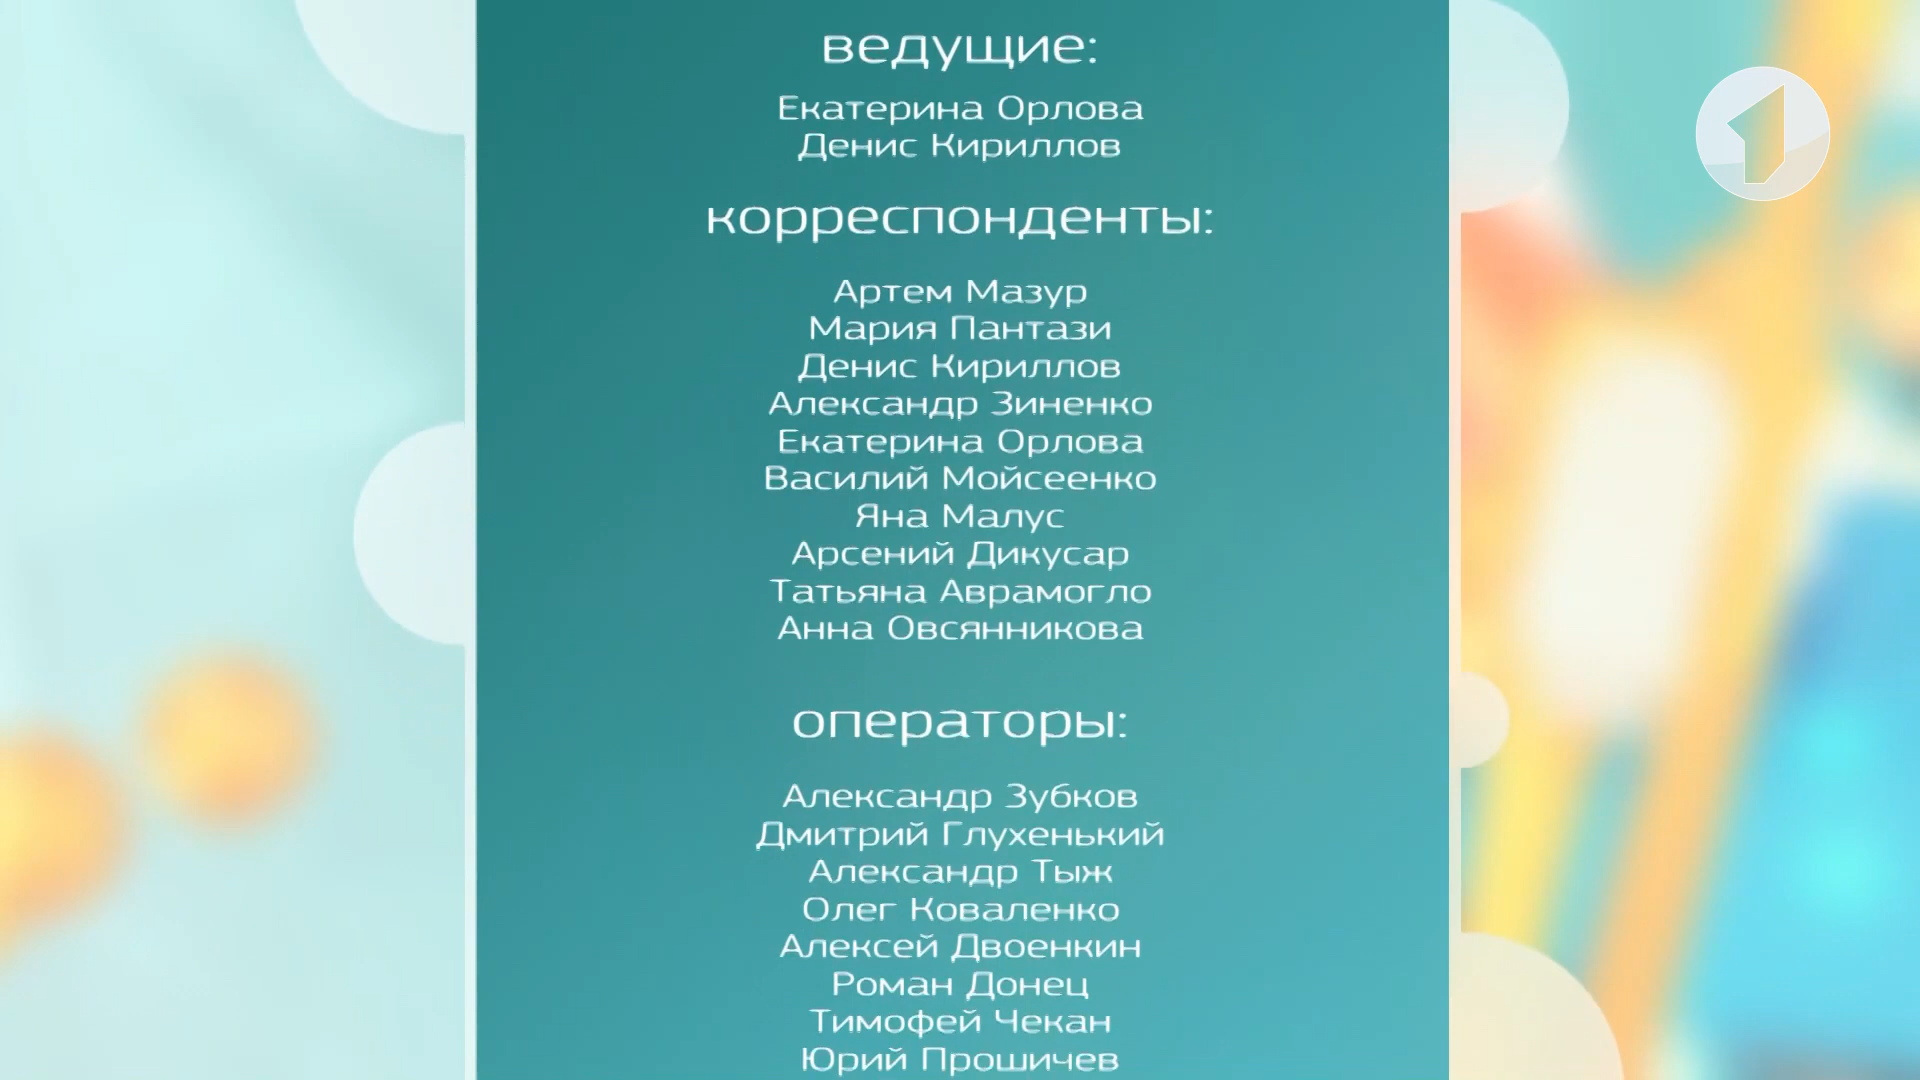 ведущие:
Екатерина Орлова
Денис Кириллов
корреспонденты:
Артем Мазур
Мария Пантази
Денис Кириллов
Александр Зиненко
Екатерина Орлова
Василий Мойсеенко
Яна Малус
Арсений Дикусар
Татьяна Аврамогло
Анна Овсянникова
операторы:
Александр Зубков
Дмитрий Глухенький
Александр Тыж
Олег Коваленко
Алексей Двоенкин
Роман Донец
Тимофей Чекан
Юрий Прошичев